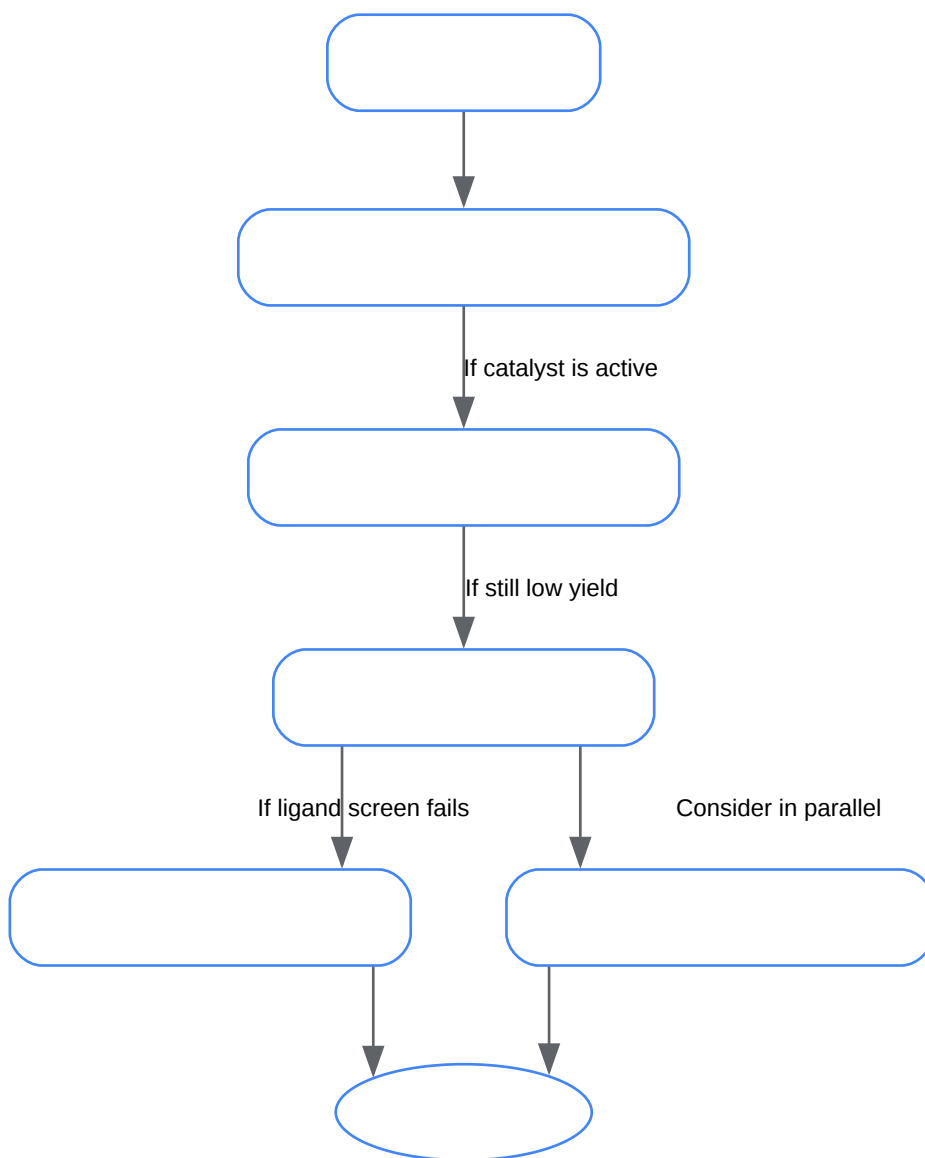 If catalyst is active
If still low yield
If ligand screen fails
Consider in parallel